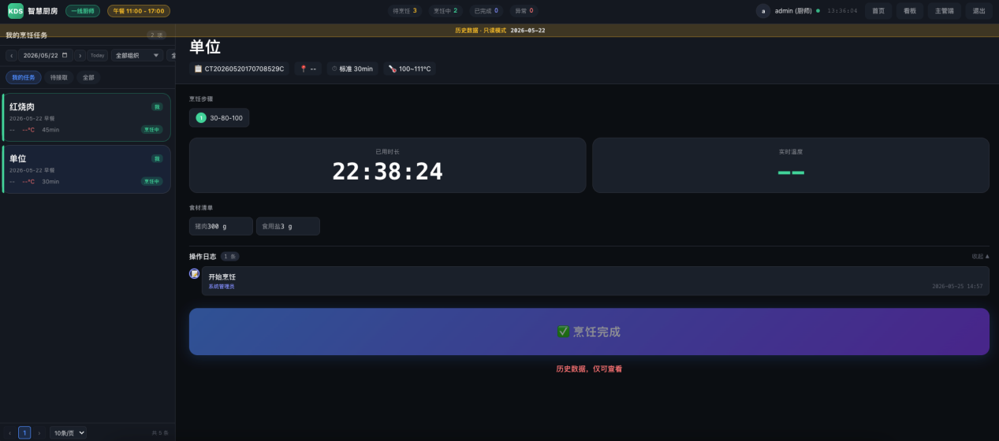 KDS 智慧厨房 一线厨师 午餐 11:00 - 17:00 待烹饪 3 烹饪中 2 已完成 0 异常 0 a admin (厨师) 13:36:04 首页 看板 主管端 退出
历史数据 · 只读模式 2026-05-22
我的烹饪任务 2 道
2026/05/22 Today 全部组织
我的任务 待接取 全部
红烧肉 我
2026-05-22 早餐
-- --°C 45min 烹饪中
单位 我
2026-05-22 早餐
-- --°C 30min 烹饪中
1 10条/页 共 5 条
单位
CT20260520170708529C -- 标准 30min 100~111°C
烹饪步骤
1 30-80-100
已用时长
22:38:24
实时温度
--
食材清单
猪肉300 g 食用盐3 g
操作日志 1 条 收起 ▲
开始烹饪
系统管理员 2026-05-25 14:57
✅ 烹饪完成
历史数据，仅可查看